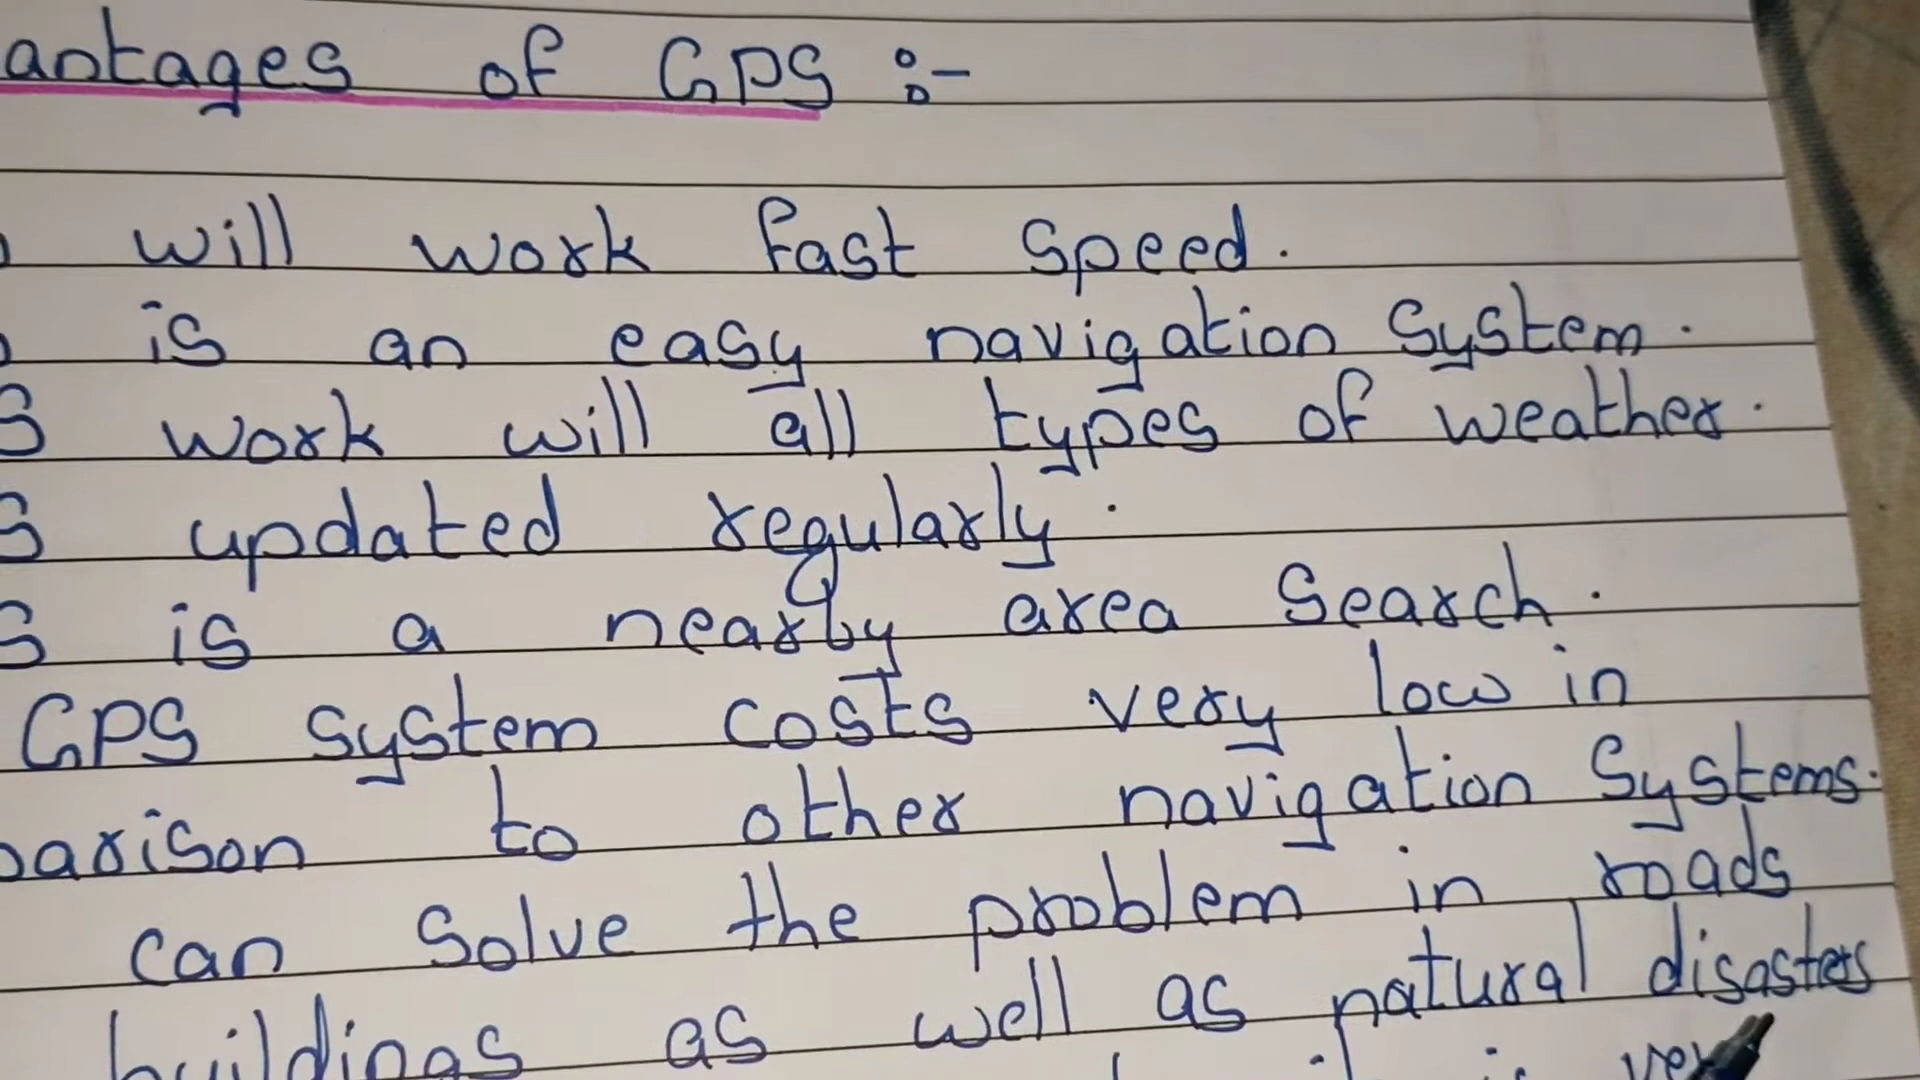 antages of GPS :-
will work fast speed.
is an easy navigation system.
S work will all types of weather.
S updated regularly.
S is a nearby area search.
GPS system costs very low in
parison to other navigation systems.
can solve the problem in roads
buildings as well as natural disasters